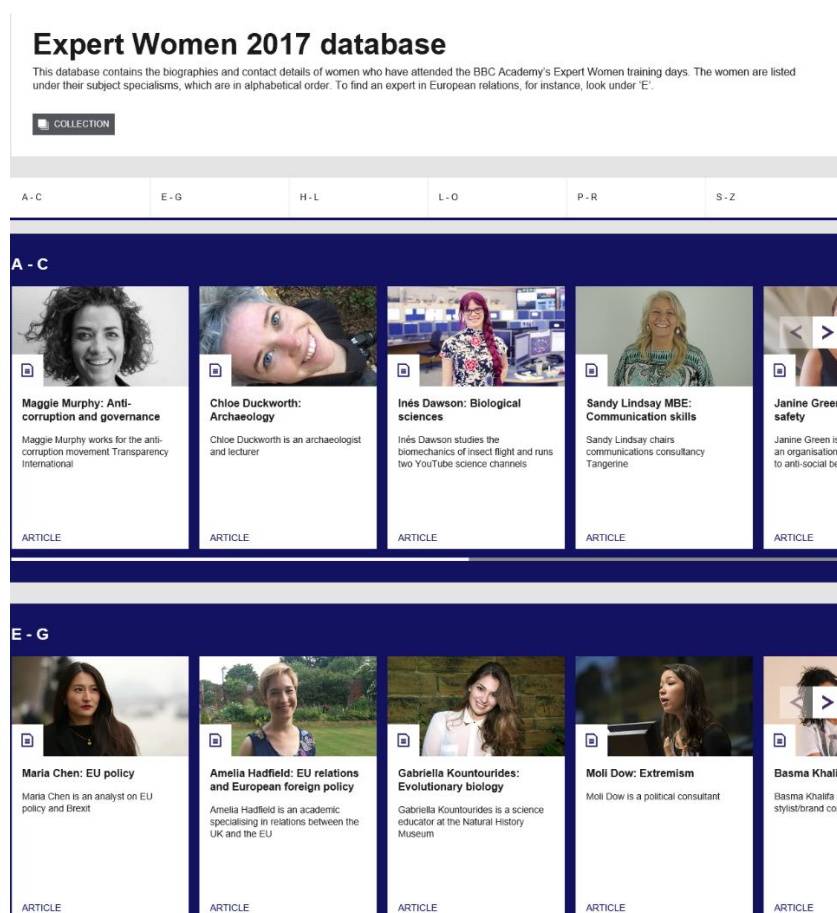 Expert Women 2017 database
This database contains the biographies and contact details of women who have attended the BBC Academy's Expert Women training days. The women are listed
under their subject specialisms, which are in alphabetical order. To find an expert in European relations, for instance, look under 'E'.
COLLECTION
A - C
E - G
H - L
L - O
P - R
S - Z
A - C
Maggie Murphy: Anti-
corruption and governance
Maggie Murphy works for the anti-
corruption movement Transparency
International
ARTICLE
Chloe Duckworth:
Archaeology
Chloe Duckworth is an archaeologist
and lecturer
ARTICLE
Inés Dawson: Biological
sciences
Inés Dawson studies the
biomechanics of insect flight and runs
two YouTube science channels
ARTICLE
Sandy Lindsay MBE:
Communication skills
Sandy Lindsay chairs
communications consultancy
Tangerine
ARTICLE
Janine Green
safety
Janine Green is
an organisation
to anti-social be
ARTICLE
E - G
Maria Chen: EU policy
Maria Chen is an analyst on EU
policy and Brexit
ARTICLE
Amelia Hadfield: EU relations
and European foreign policy
Amelia Hadfield is an academic
specialising in relations between the
UK and the EU
ARTICLE
Gabriella Kountourides:
Evolutionary biology
Gabriella Kountourides is a science
educator at the Natural History
Museum
ARTICLE
Moli Dow: Extremism
Moli Dow is a political consultant
ARTICLE
Basma Khali
Basma Khalifa
stylist/brand co
ARTICLE